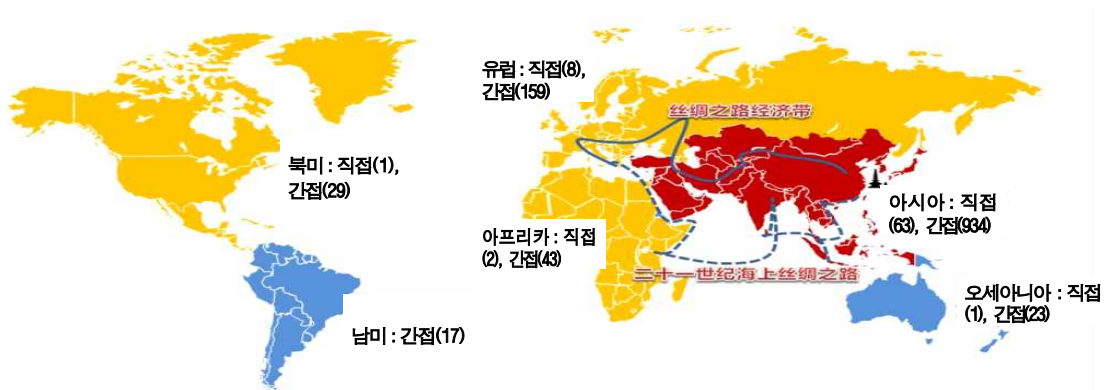 유럽 : 직접(8),
간접(159)
丝绸之路经济带
북미 : 직접(1),
간접(29)
아시아 : 직접
(63), 간접(934)
아프리카 : 직접
(2), 간접(43)
二十一世纪海上丝绸之路
오세아니아 : 직접
(1), 간접(23)
남미 : 간접(17)